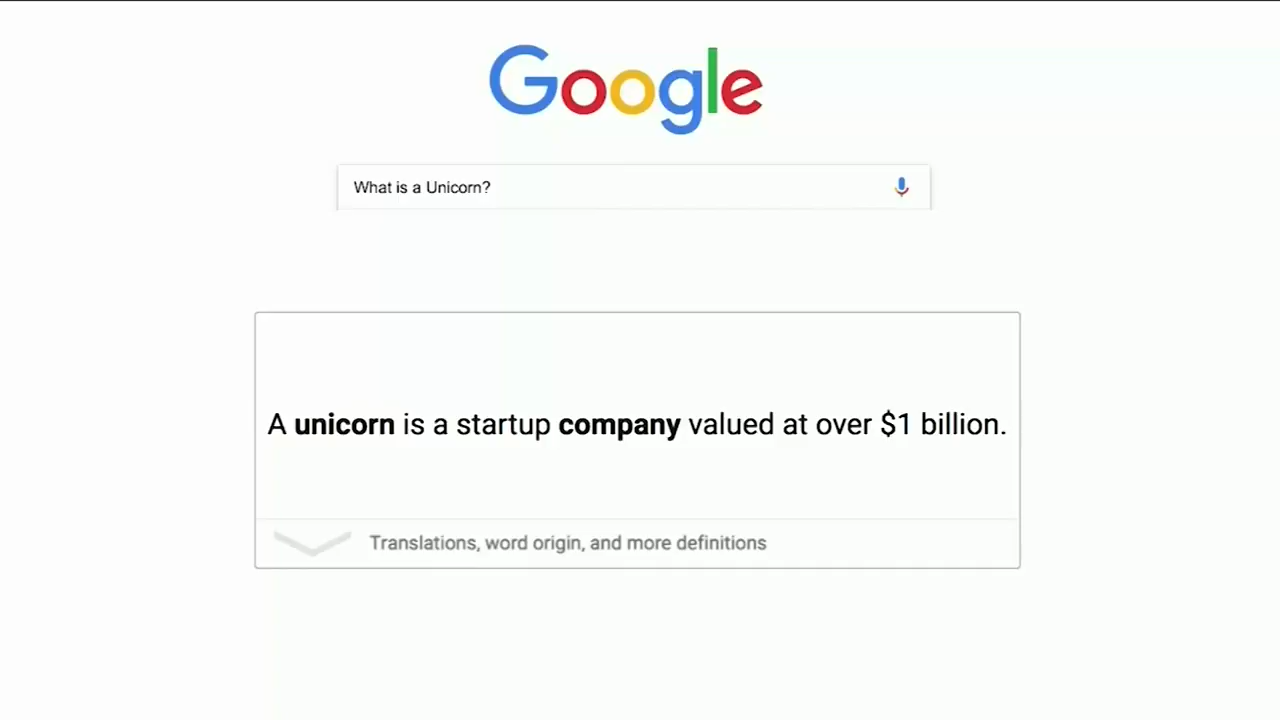 Google
What is a Unicorn?
A unicorn is a startup company valued at over $1 billion.
Translations, word origin, and more definitions